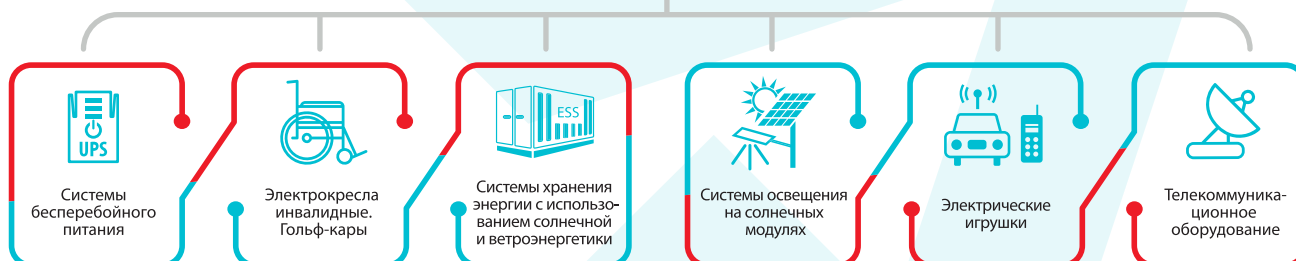 UPS
Системы
бесперебойного
питания
Электрокресла
инвалидные.
Гольф-кары
ESS
Системы хранения
энергии с использо-
ванием солнечной
и ветроэнергетики
Системы освещения
на солнечных
модулях
Электрические
игрушки
Телекоммуника-
ционное
оборудование